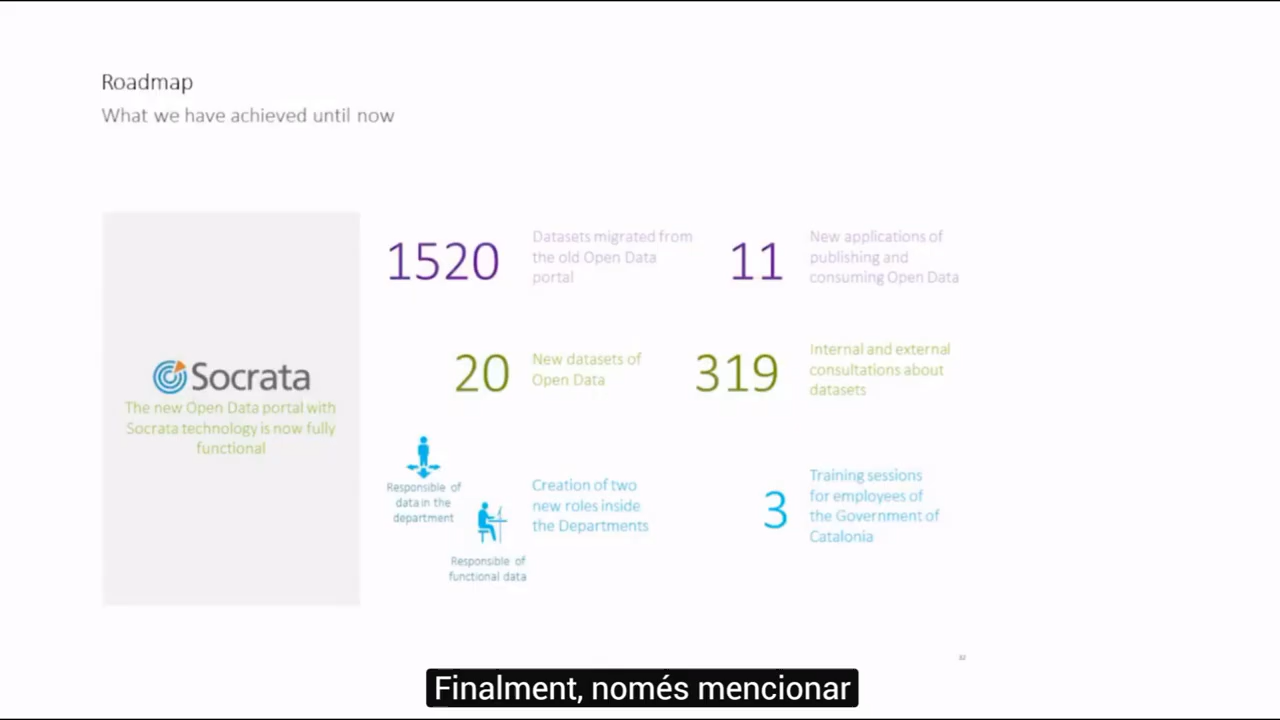 Roadmap
What we have achieved until now
Socrata
The new Open Data portal with
Socrata technology is now fully
functional
1520
Datasets migrated from
the old Open Data
portal
11
New applications of
publishing and
consuming Open Data
20
New datasets of
Open Data
319
Internal and external
consultations about
datasets
Responsible of
data in the
department
Responsible of
functional data
Creation of two
new roles inside
the Departments
3
Training sessions
for employees of
the Government of
Catalonia
Finalment, només mencionar